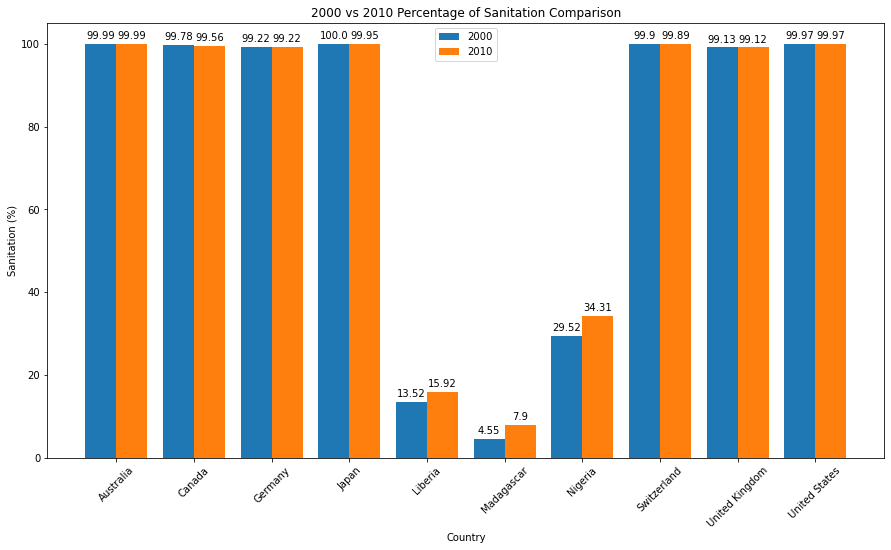 2000 vs 2010 Percentage of Sanitation Comparison
99.99 99.99 99.78 99.56 99.22 99.22 100.0 99.95 99.9 99.89 99.13 99.12 99.97 99.97
2000
2010
100
80
60
40
20
0
Sanitation (%)
13.52 15.92
4.55 7.9
29.52 34.31
Australia
Canada
Germany
Japan
Liberia
Madagascar
Nigeria
Switzerland
United Kingdom
United States
Country